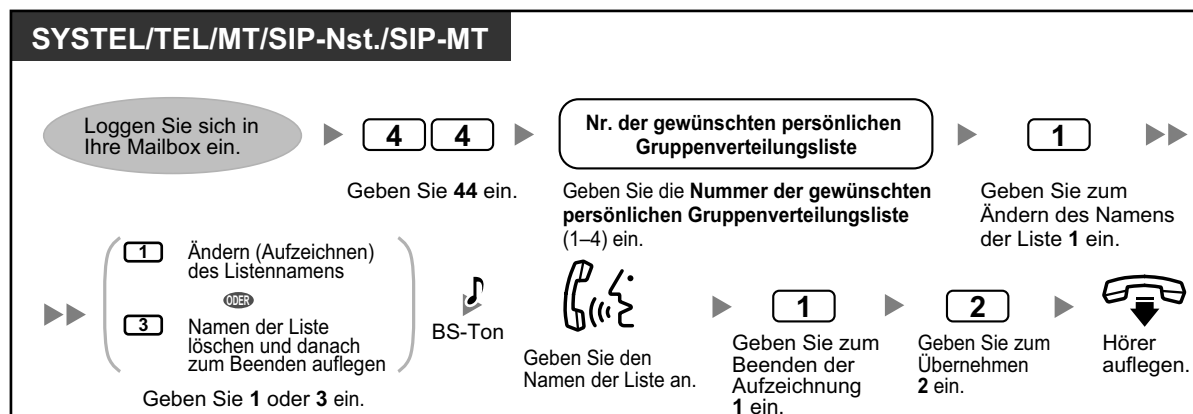 SYSTEL/TEL/MT/SIP-Nst./SIP-MT
Loggen Sie sich in
Ihre Mailbox ein.
4 4
Geben Sie 44 ein.
Nr. der gewünschten persönlichen
Gruppenverteilungsliste
Geben Sie die Nummer der gewünschten
persönlichen Gruppenverteilungsliste
(1–4) ein.
1
Geben Sie zum
Ändern des Namens
der Liste 1 ein.
1 Ändern (Aufzeichnen)
des Listennamens
ODER
3 Namen der Liste
löschen und danach
zum Beenden auflegen
Geben Sie 1 oder 3 ein.
BS-Ton
Geben Sie den
Namen der Liste an.
1
Geben Sie zum
Beenden der
Aufzeichnung
1 ein.
2
Geben Sie zum
Übernehmen
2 ein.
Hörer
auflegen.